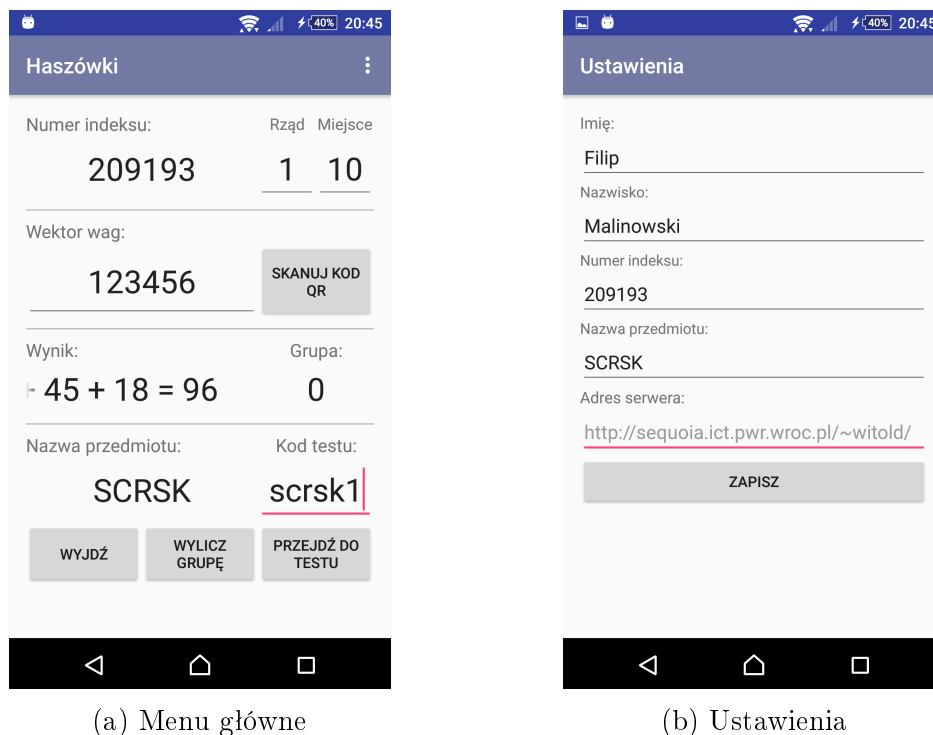 40% 20:45
Haszówki
Numer indeksu: Rząd Miejsce
209193 1 10
Wektor wag:
123456 SKANUJ KOD
QR
Wynik: Grupa:
45 + 18 = 96 0
Nazwa przedmiotu: Kod testu:
SCRSK scrsk1
WYJDŹ WYLICZ GRUPĘ PRZEJDŹ DO TESTU
(a) Menu główne
40% 20:45
Ustawienia
Imię:
Filip
Nazwisko:
Malinowski
Numer indeksu:
209193
Nazwa przedmiotu:
SCRSK
Adres serwera:
http://sequoia.ict.pwr.wroc.pl/~witold/
ZAPISZ
(b) Ustawienia